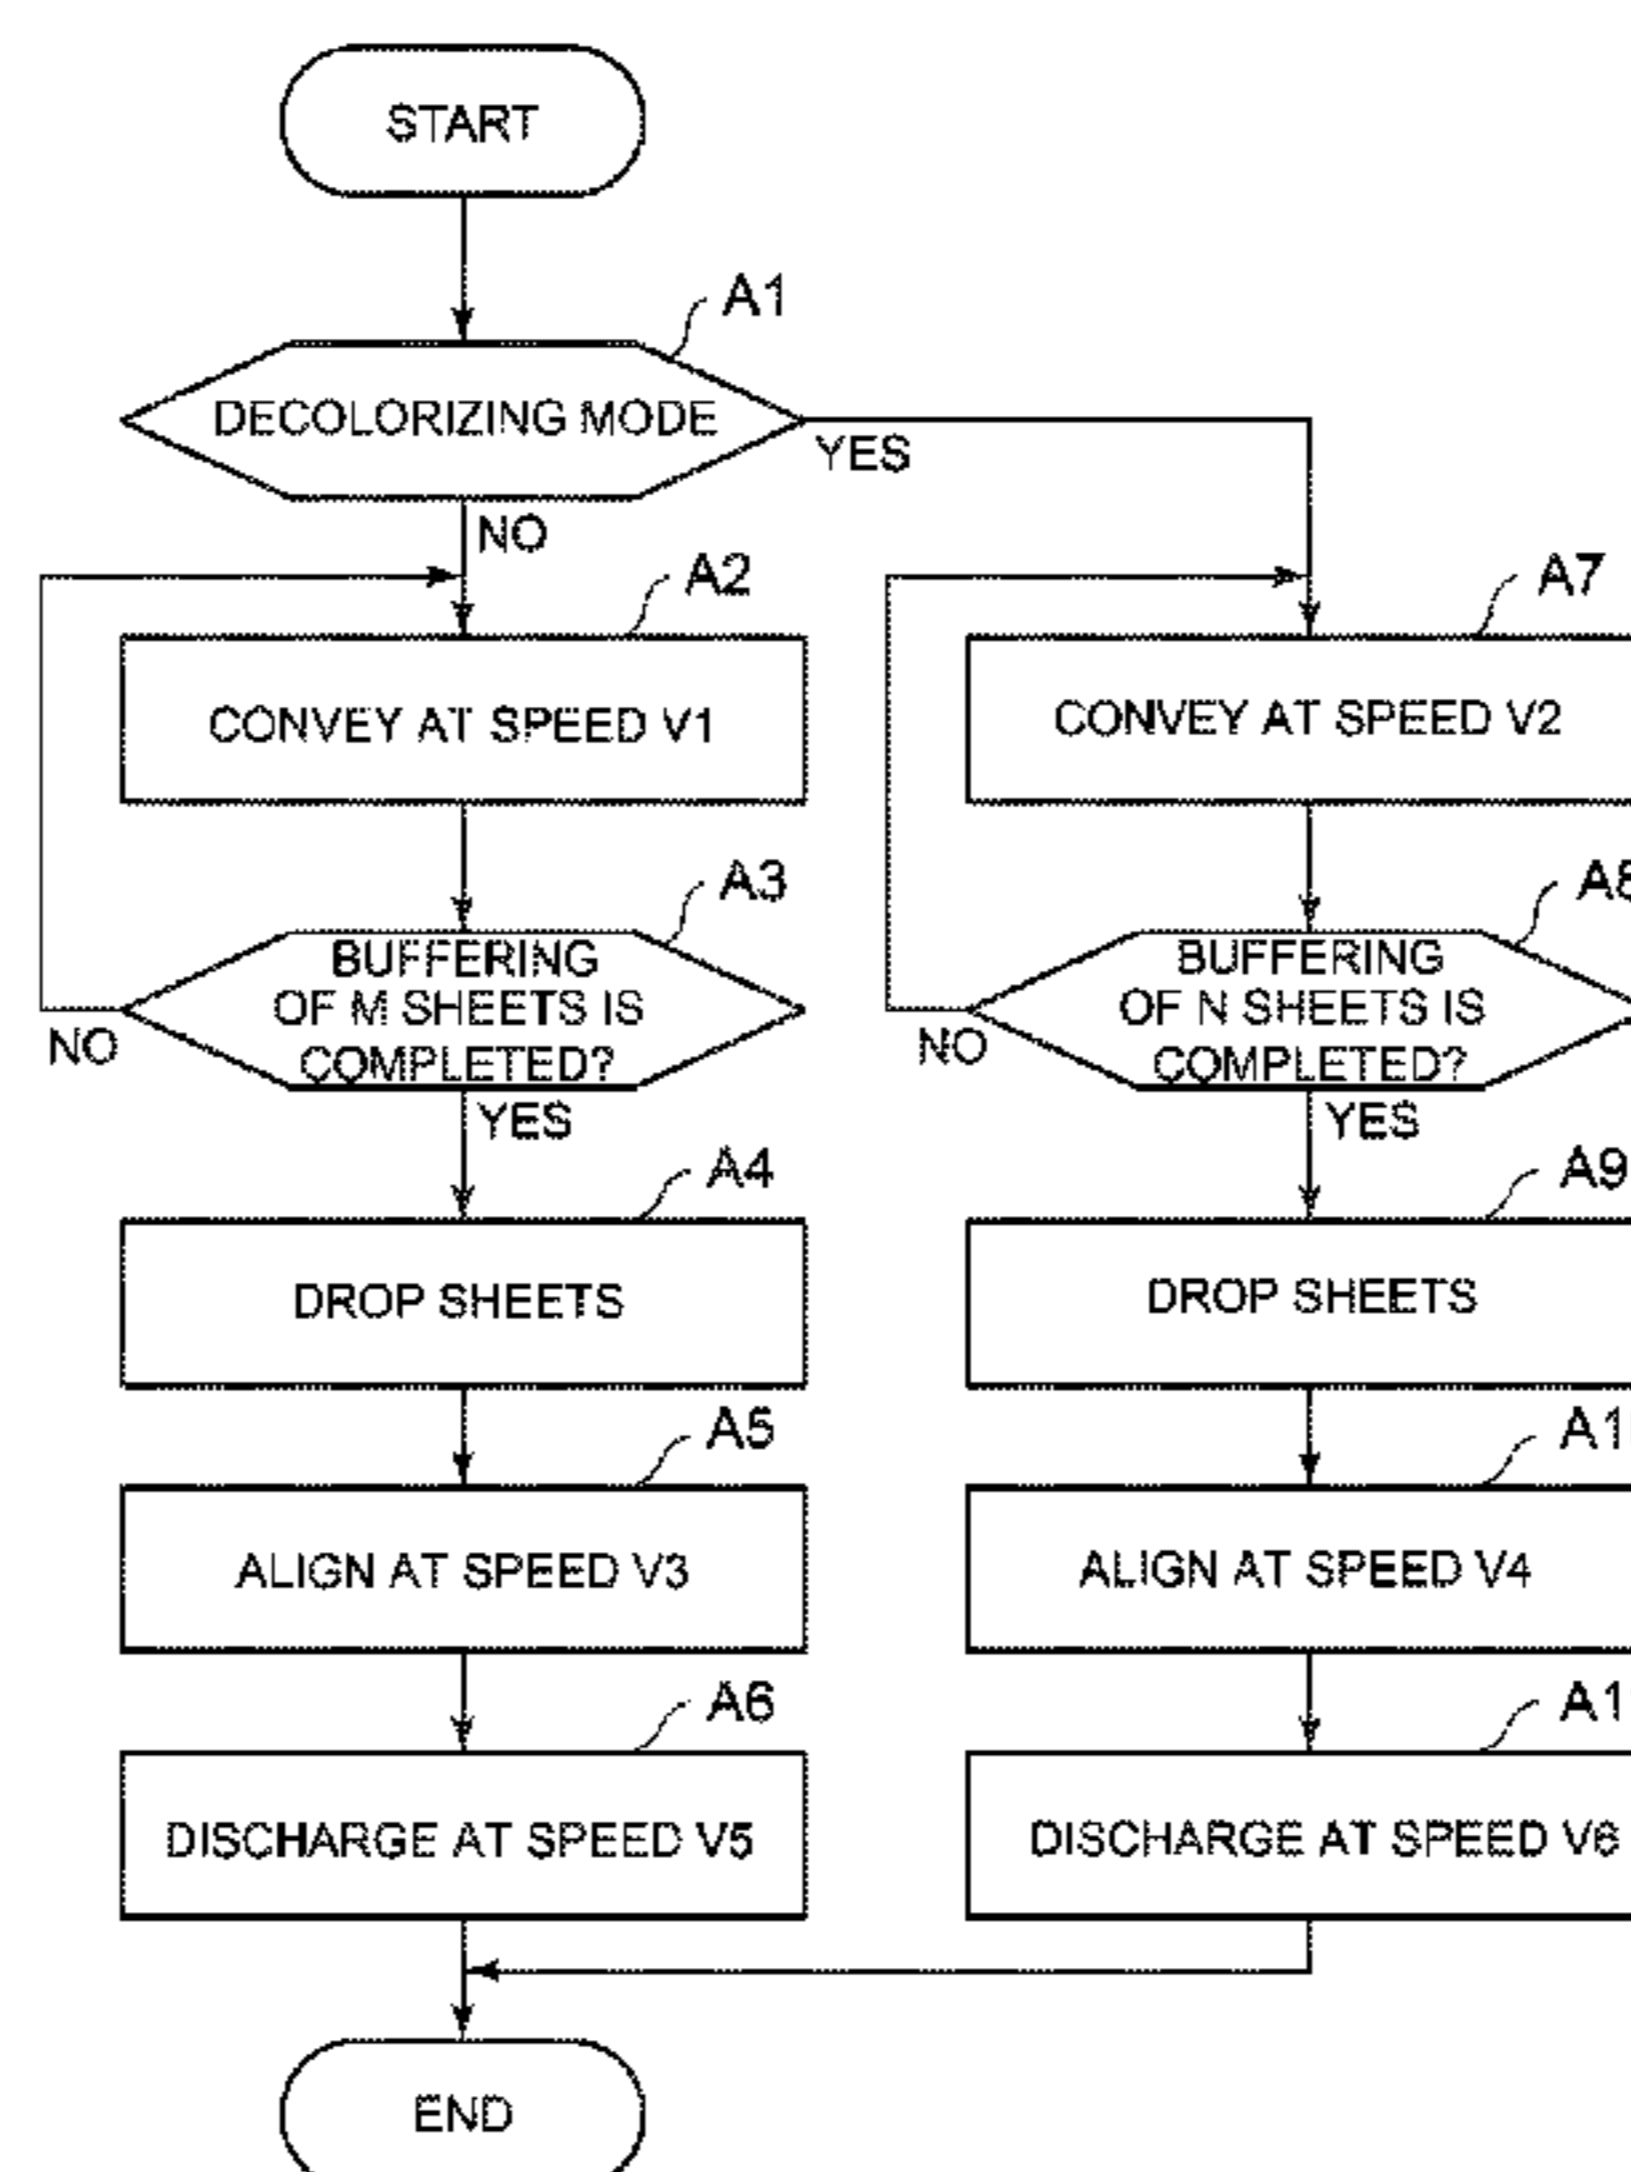 START
A1
DECOLORIZING MODE
YES
NO
A2
CONVEY AT SPEED V1
A3
BUFFERING
OF M SHEETS IS
COMPLETED?
NO
YES
A4
DROP SHEETS
A5
ALIGN AT SPEED V3
A6
DISCHARGE AT SPEED V5
A7
CONVEY AT SPEED V2
A8
BUFFERING
OF N SHEETS IS
COMPLETED?
NO
YES
A9
DROP SHEETS
ALIGN AT SPEED V4
DISCHARGE AT SPEED V6
END